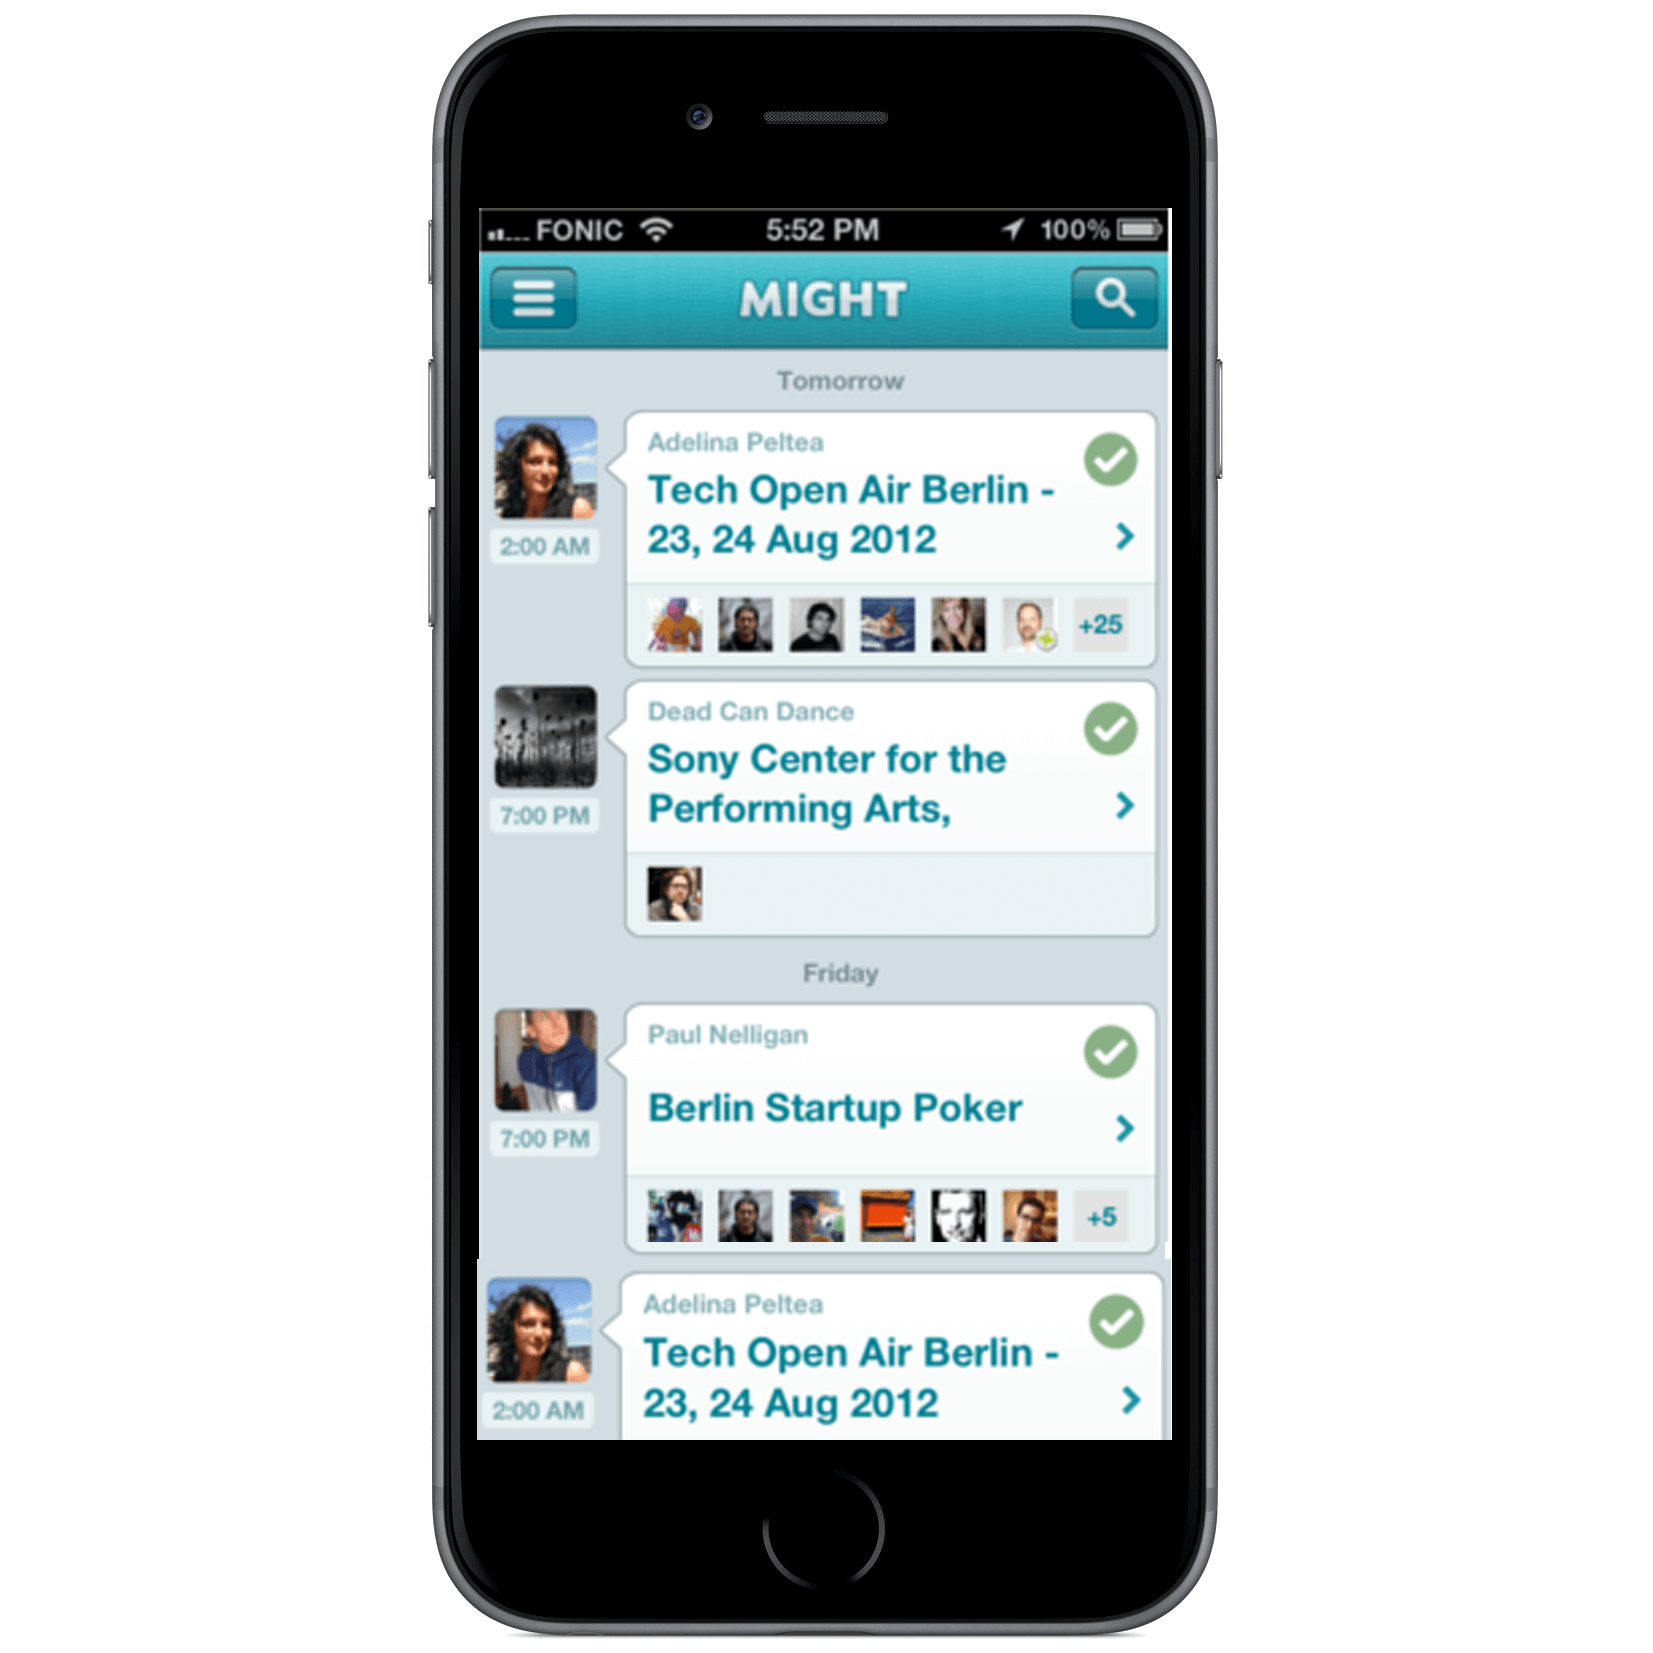 FONIC 5:52 PM 100%
MIGHT
Tomorrow
Adelina Peltea
Tech Open Air Berlin -
23, 24 Aug 2012
2:00 AM
+25
Dead Can Dance
Sony Center for the
Performing Arts,
7:00 PM
Friday
Paul Nelligan
Berlin Startup Poker
7:00 PM
+5
Adelina Peltea
Tech Open Air Berlin -
23, 24 Aug 2012
2:00 AM